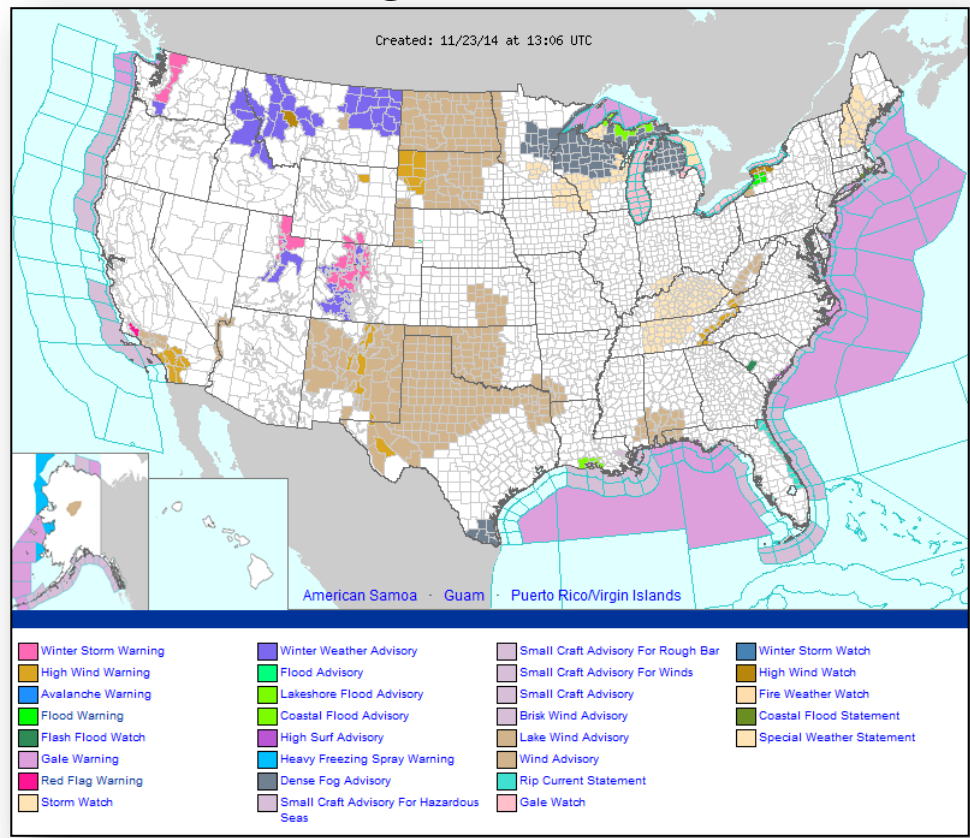 Created: 11/23/14 at 13:06 UTC
American Samoa · Guam · Puerto Rico/Virgin Islands
Winter Storm Warning
High Wind Warning
Avalanche Warning
Flood Warning
Flash Flood Watch
Gale Warning
Red Flag Warning
Storm Watch
Winter Weather Advisory
Flood Advisory
Lakeshore Flood Advisory
Coastal Flood Advisory
High Surf Advisory
Heavy Freezing Spray Warning
Dense Fog Advisory
Small Craft Advisory For Hazardous
Seas
Small Craft Advisory For Rough Bar
Small Craft Advisory For Winds
Small Craft Advisory
Brisk Wind Advisory
Lake Wind Advisory
Wind Advisory
Rip Current Statement
Gale Watch
Winter Storm Watch
High Wind Watch
Fire Weather Watch
Coastal Flood Statement
Special Weather Statement